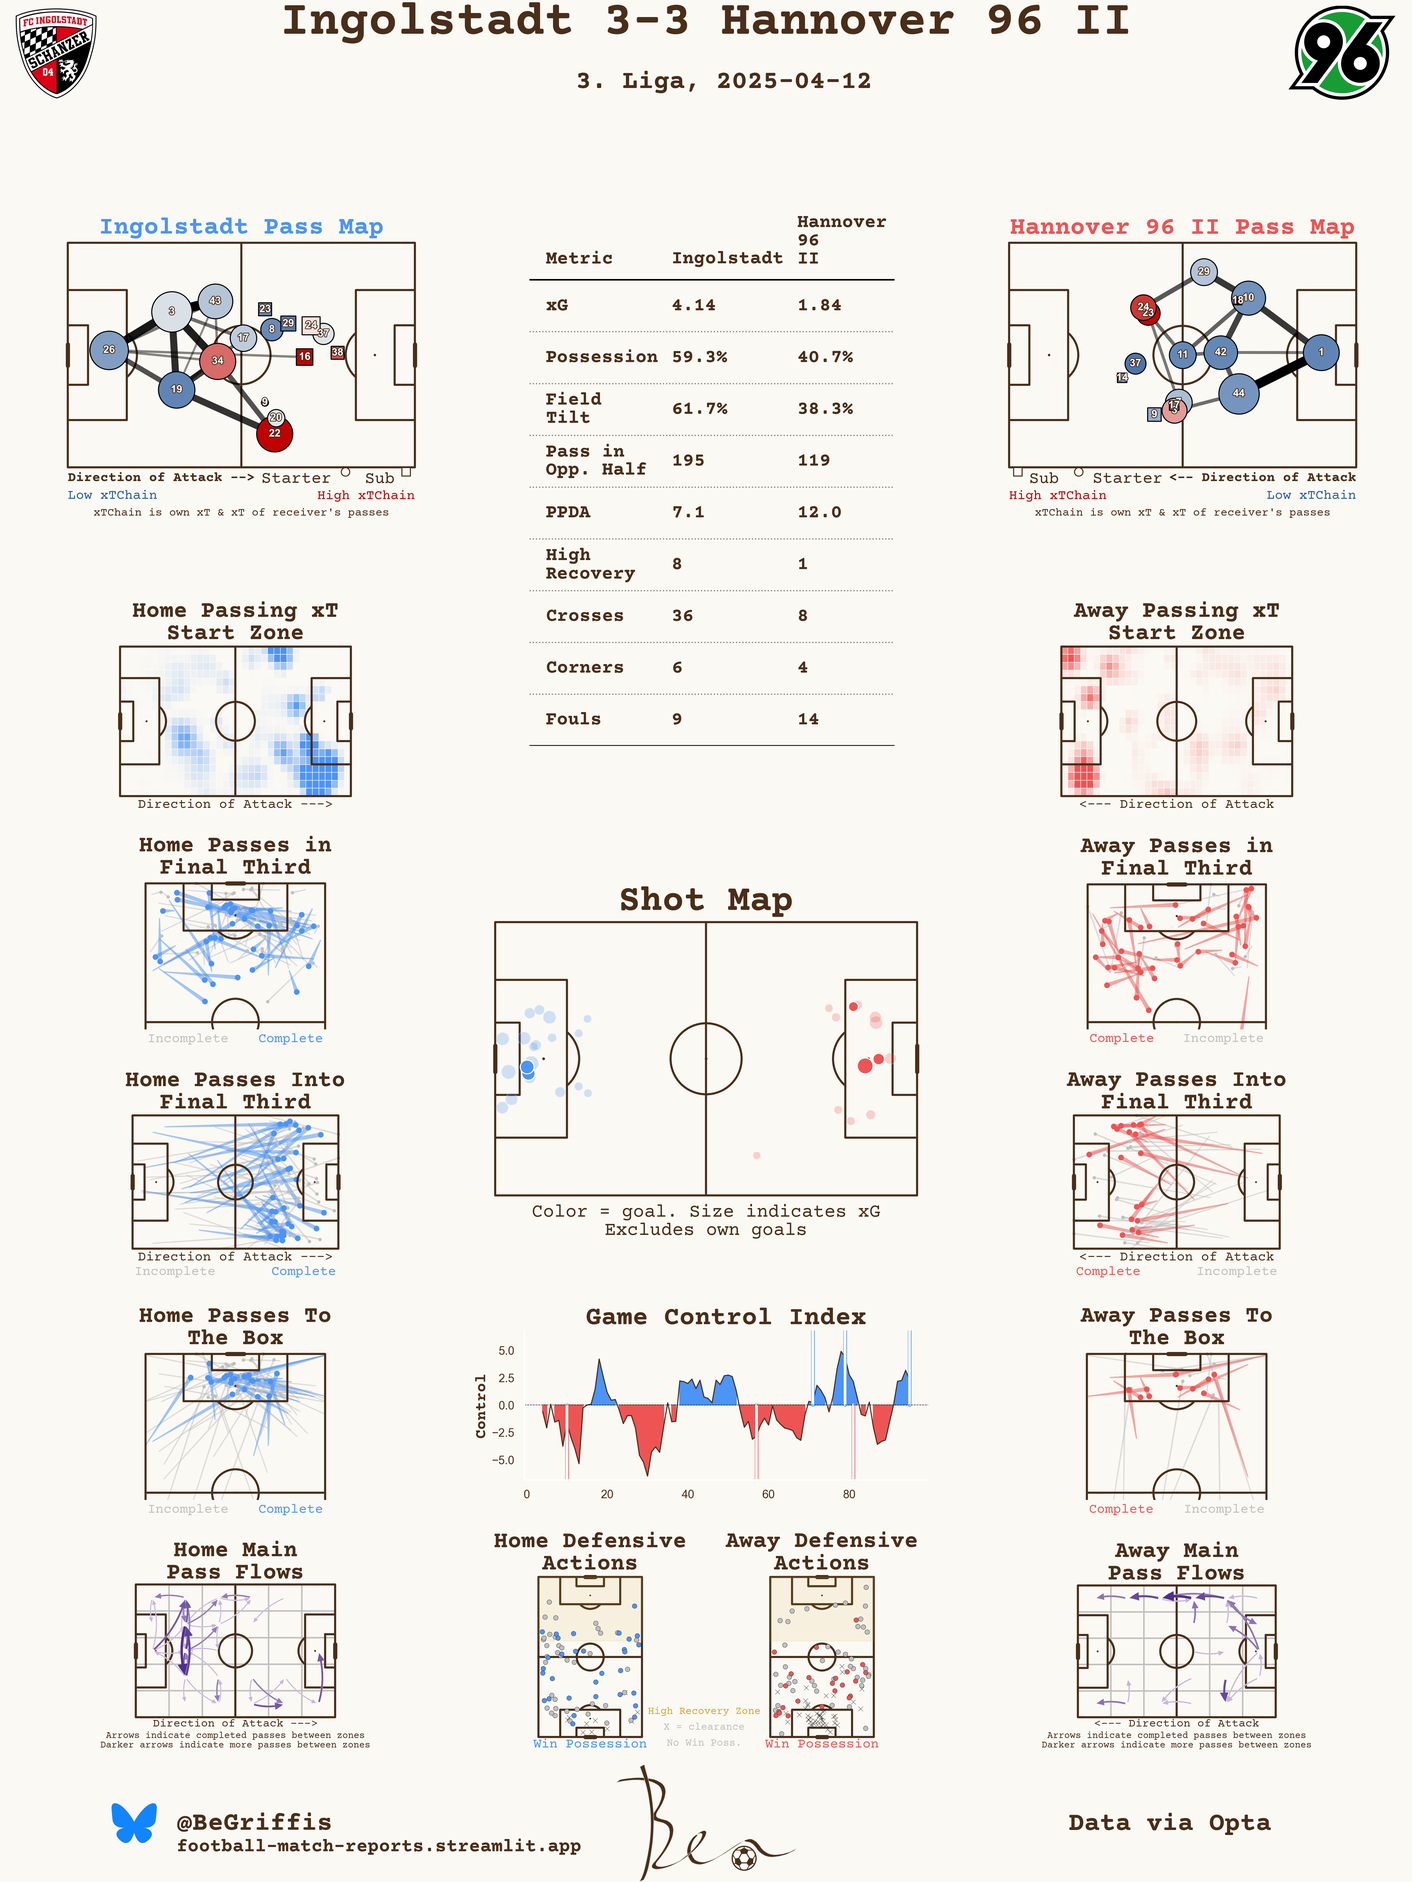 Ingolstadt 3-3 Hannover 96 II
3. Liga, 2025-04-12
FC INGOLSTADT
SCHANZER
04
96
Ingolstadt Pass Map
3
43
26
17
34
19
23
8
29
24
37
16
38
9
20
22
Direction of Attack --> Starter Sub
Low xTChain High xTChain
xTChain is own xT & xT of receiver's passes
Metric Ingolstadt Hannover 96 II
xG 4.14 1.84
Possession 59.3% 40.7%
Field Tilt 61.7% 38.3%
Pass in Opp. Half 195 119
PPDA 7.1 12.0
High Recovery 8 1
Crosses 36 8
Corners 6 4
Fouls 9 14
Hannover 96 II Pass Map
29
24
23
18
10
11
42
1
37
14
44
9
17
Sub Starter <-- Direction of Attack
High xTChain Low xTChain
xTChain is own xT & xT of receiver's passes
Home Passing xT
Start Zone
Direction of Attack --->
Away Passing xT
Start Zone
<--- Direction of Attack
Home Passes in
Final Third
Incomplete Complete
Away Passes in
Final Third
Complete Incomplete
Shot Map
Color = goal. Size indicates xG
Excludes own goals
Home Passes Into
Final Third
Direction of Attack --->
Incomplete Complete
Away Passes Into
Final Third
<--- Direction of Attack
Complete Incomplete
Home Passes To
The Box
Incomplete Complete
Game Control Index
Control
5.0
2.5
0.0
−2.5
−5.0
0 20 40 60 80
Away Passes To
The Box
Complete Incomplete
Home Main
Pass Flows
Direction of Attack --->
Arrows indicate completed passes between zones
Darker arrows indicate more passes between zones
Home Defensive
Actions
Win Possession
High Recovery Zone
X = clearance
No Win Poss.
Away Defensive
Actions
Win Possession
Away Main
Pass Flows
<--- Direction of Attack
Arrows indicate completed passes between zones
Darker arrows indicate more passes between zones
@BeGriffis
football-match-reports.streamlit.app
Ben
Data via Opta